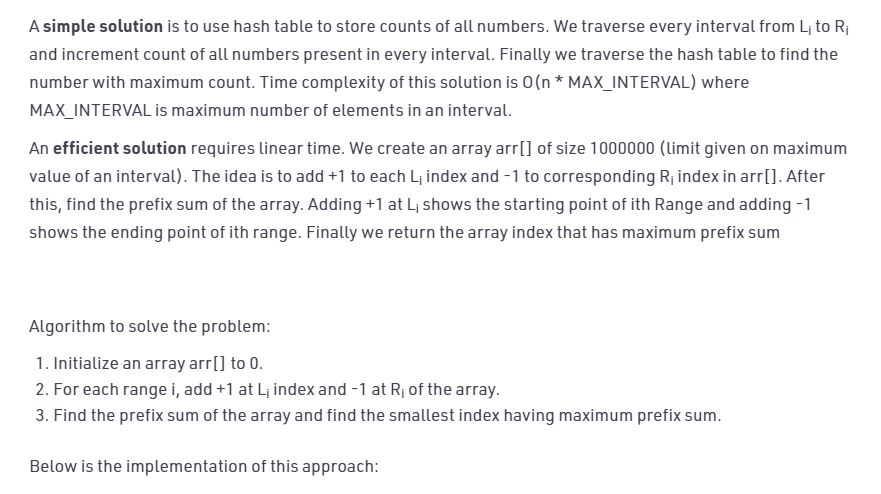 A simple solution is to use hash table to store counts of all numbers. We traverse every interval from Li to Ri
and increment count of all numbers present in every interval. Finally we traverse the hash table to find the
number with maximum count. Time complexity of this solution is O(n * MAX_INTERVAL) where
MAX_INTERVAL is maximum number of elements in an interval.
An efficient solution requires linear time. We create an array arr[] of size 1000000 (limit given on maximum
value of an interval). The idea is to add +1 to each Li index and -1 to corresponding Ri index in arr[]. After
this, find the prefix sum of the array. Adding +1 at Li shows the starting point of ith Range and adding -1
shows the ending point of ith range. Finally we return the array index that has maximum prefix sum
Algorithm to solve the problem:
1. Initialize an array arr[] to 0.
2. For each range i, add +1 at Li index and -1 at Ri of the array.
3. Find the prefix sum of the array and find the smallest index having maximum prefix sum.
Below is the implementation of this approach: